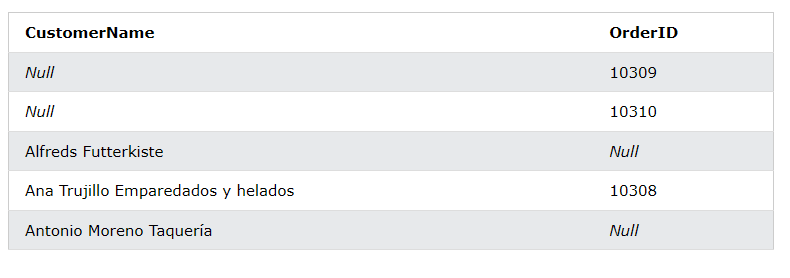 CustomerName OrderID
Null 10309
Null 10310
Alfreds Futterkiste Null
Ana Trujillo Emparedados y helados 10308
Antonio Moreno Taquería Null